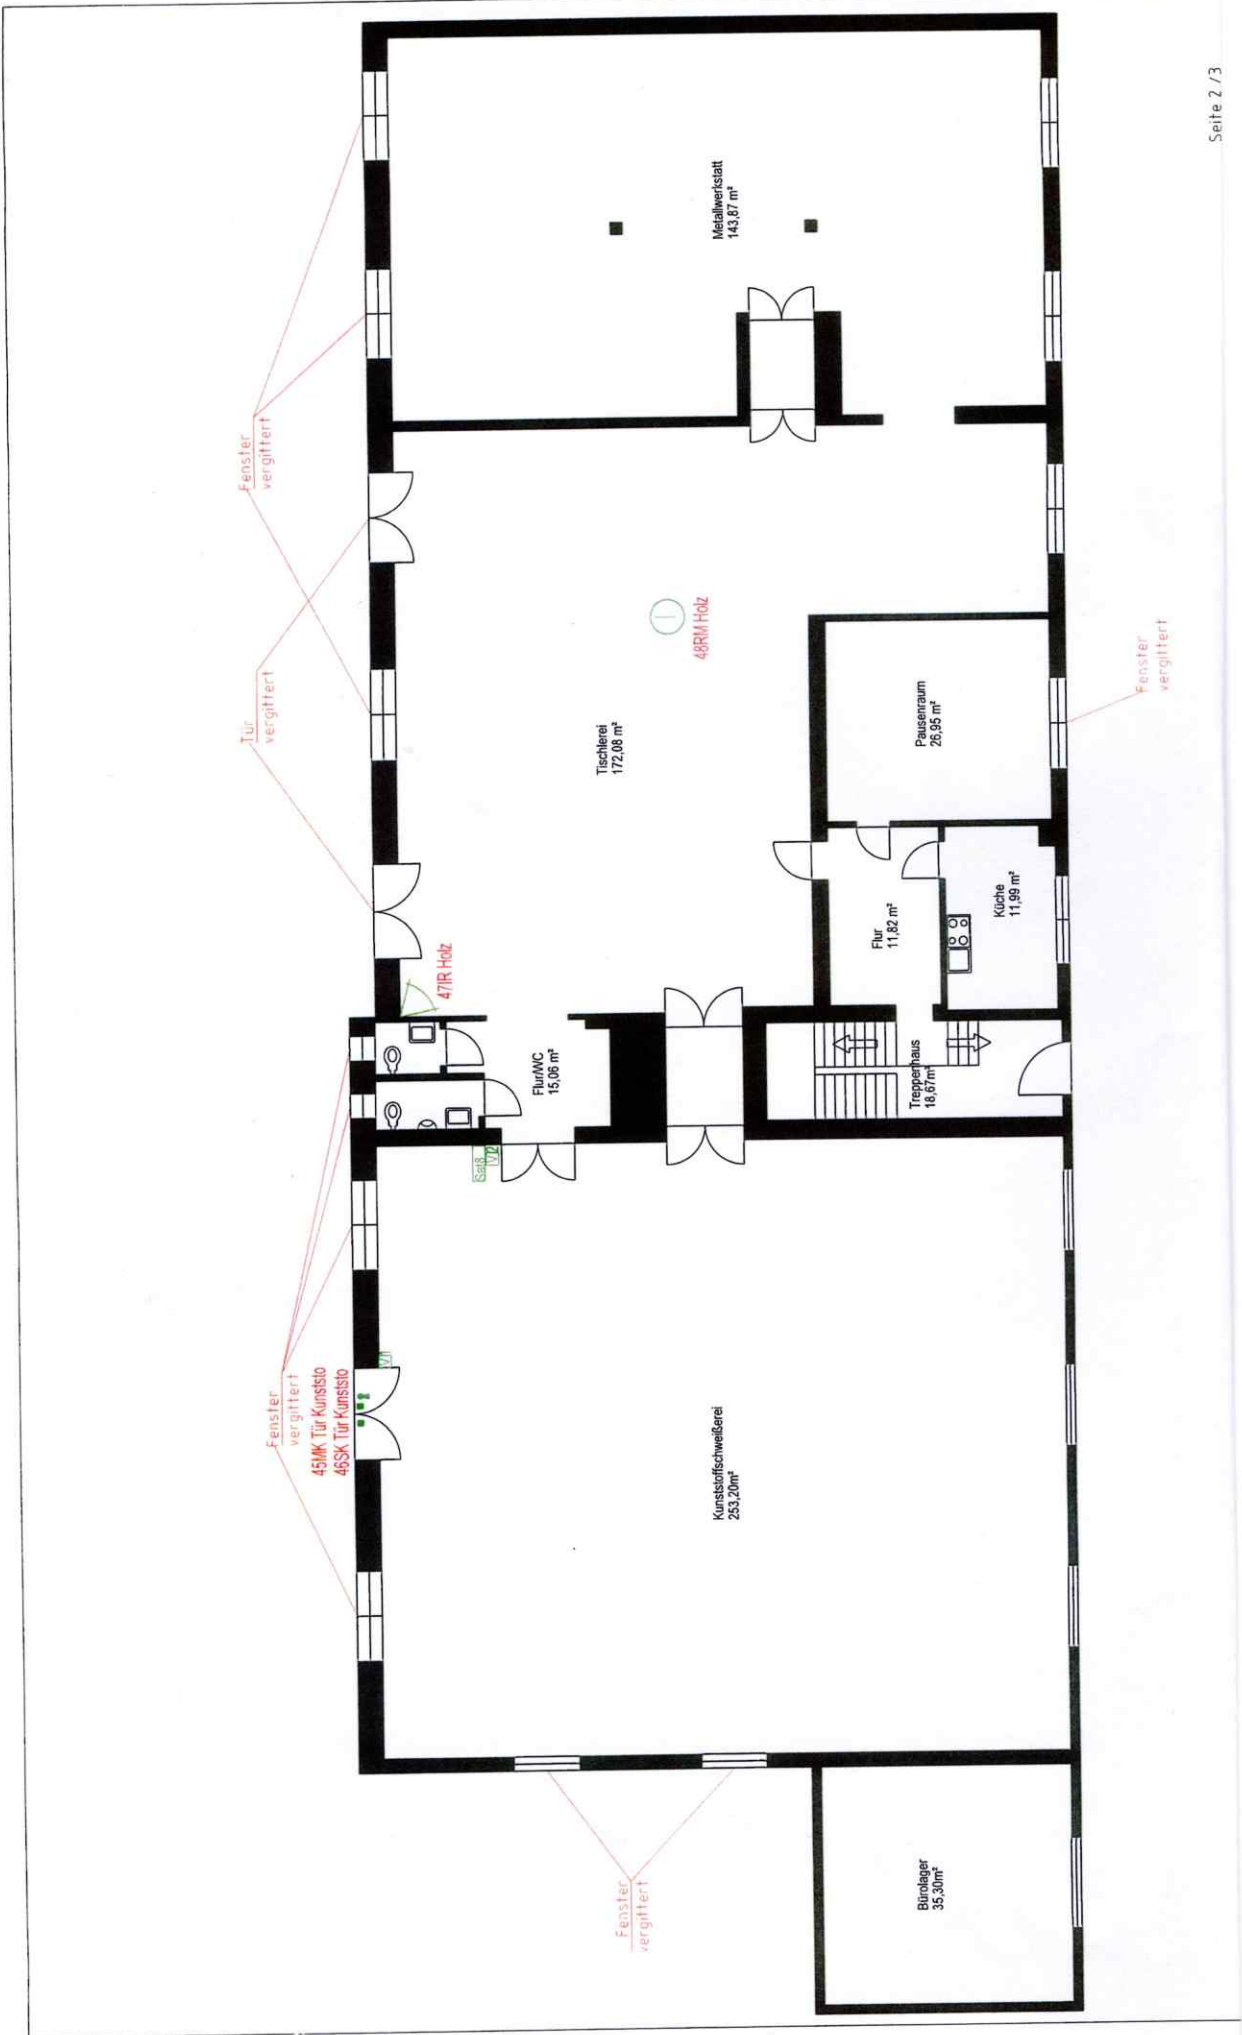 Seite 2 /3
Fenster
vergittert
Tür
vergittert
Fenster
vergittert
45MK Tür Kunststo
46SK Tür Kunststo
Metallwerkstatt
143,87 m²
48RM Holz
Tischlerei
172,08 m²
47IR Holz
Pausenraum
26,95 m²
Fenster
vergittert
Flur
11,82 m²
Küche
11,99 m²
Flur/WC
15,06 m²
Treppenhaus
18,67m²
V1
Kunststoffschweißerei
253,20m²
Fenster
vergittert
Bürolager
35,30m²